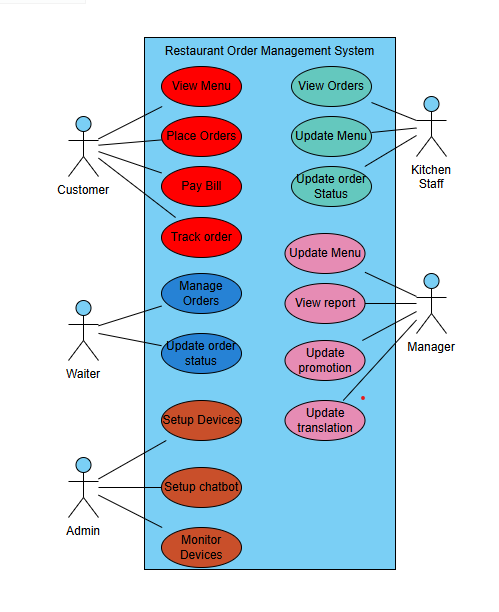 Restaurant Order Management System
View Menu
Place Orders
Pay Bill
Track order
Customer
View Orders
Update Menu
Update order
Status
Kitchen
Staff
Manage
Orders
Update order
status
Waiter
Update Menu
View report
Update
promotion
Update
translation
Manager
Setup Devices
Setup chatbot
Monitor
Devices
Admin